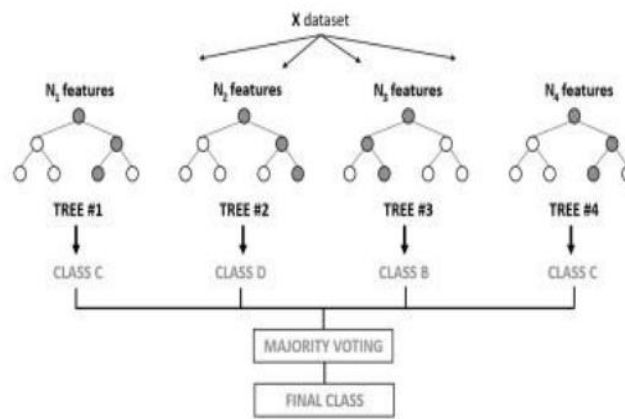 X dataset
N₁ features N₂ features N₃ features N₄ features
TREE #1 TREE #2 TREE #3 TREE #4
CLASS C CLASS D CLASS B CLASS C
MAJORITY VOTING
FINAL CLASS